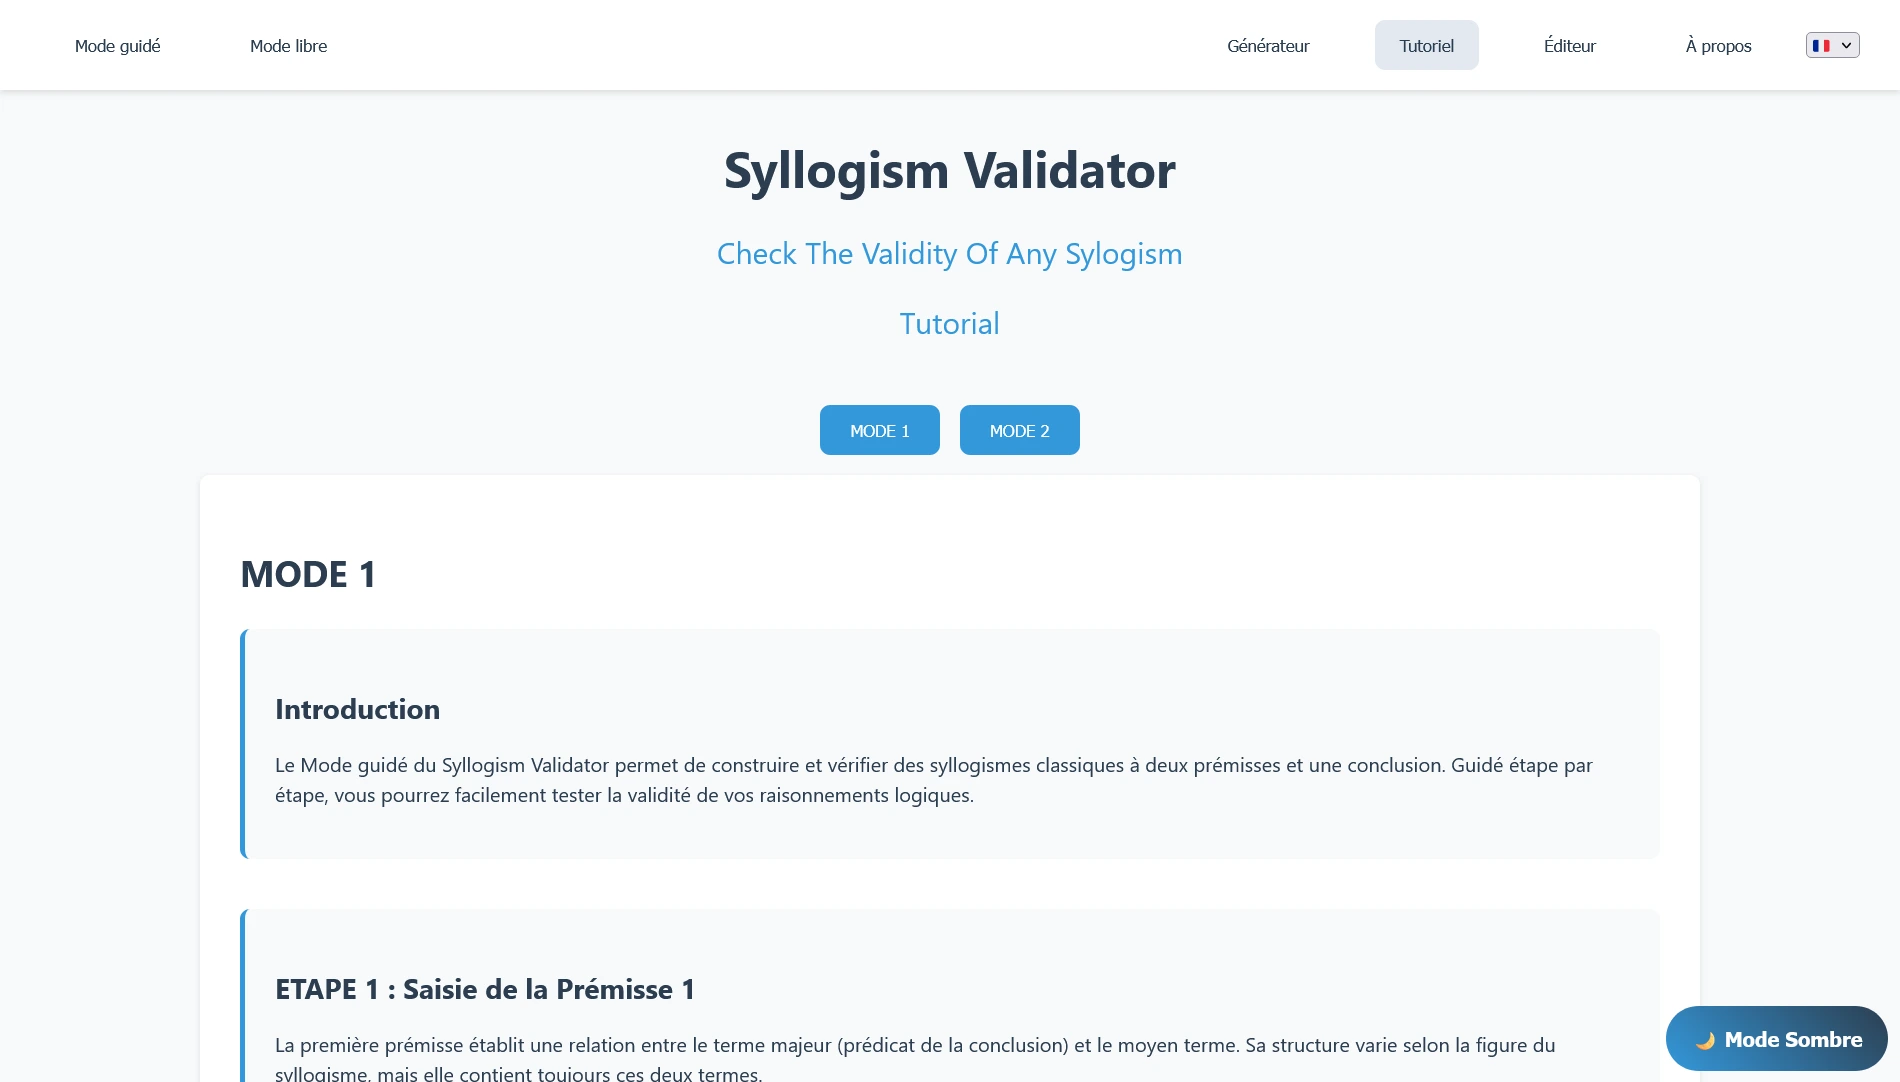 Mode guidé
Mode libre
Générateur
Tutoriel
Éditeur
À propos
Syllogism Validator
Check The Validity Of Any Sylogism
Tutorial
MODE 1
MODE 2
MODE 1
Introduction
Le Mode guidé du Syllogism Validator permet de construire et vérifier des syllogismes classiques à deux prémisses et une conclusion. Guidé étape par
étape, vous pourrez facilement tester la validité de vos raisonnements logiques.
ETAPE 1 : Saisie de la Prémisse 1
La première prémisse établit une relation entre le terme majeur (prédicat de la conclusion) et le moyen terme. Sa structure varie selon la figure du
syllogisme, mais elle contient toujours ces deux termes.
Mode Sombre